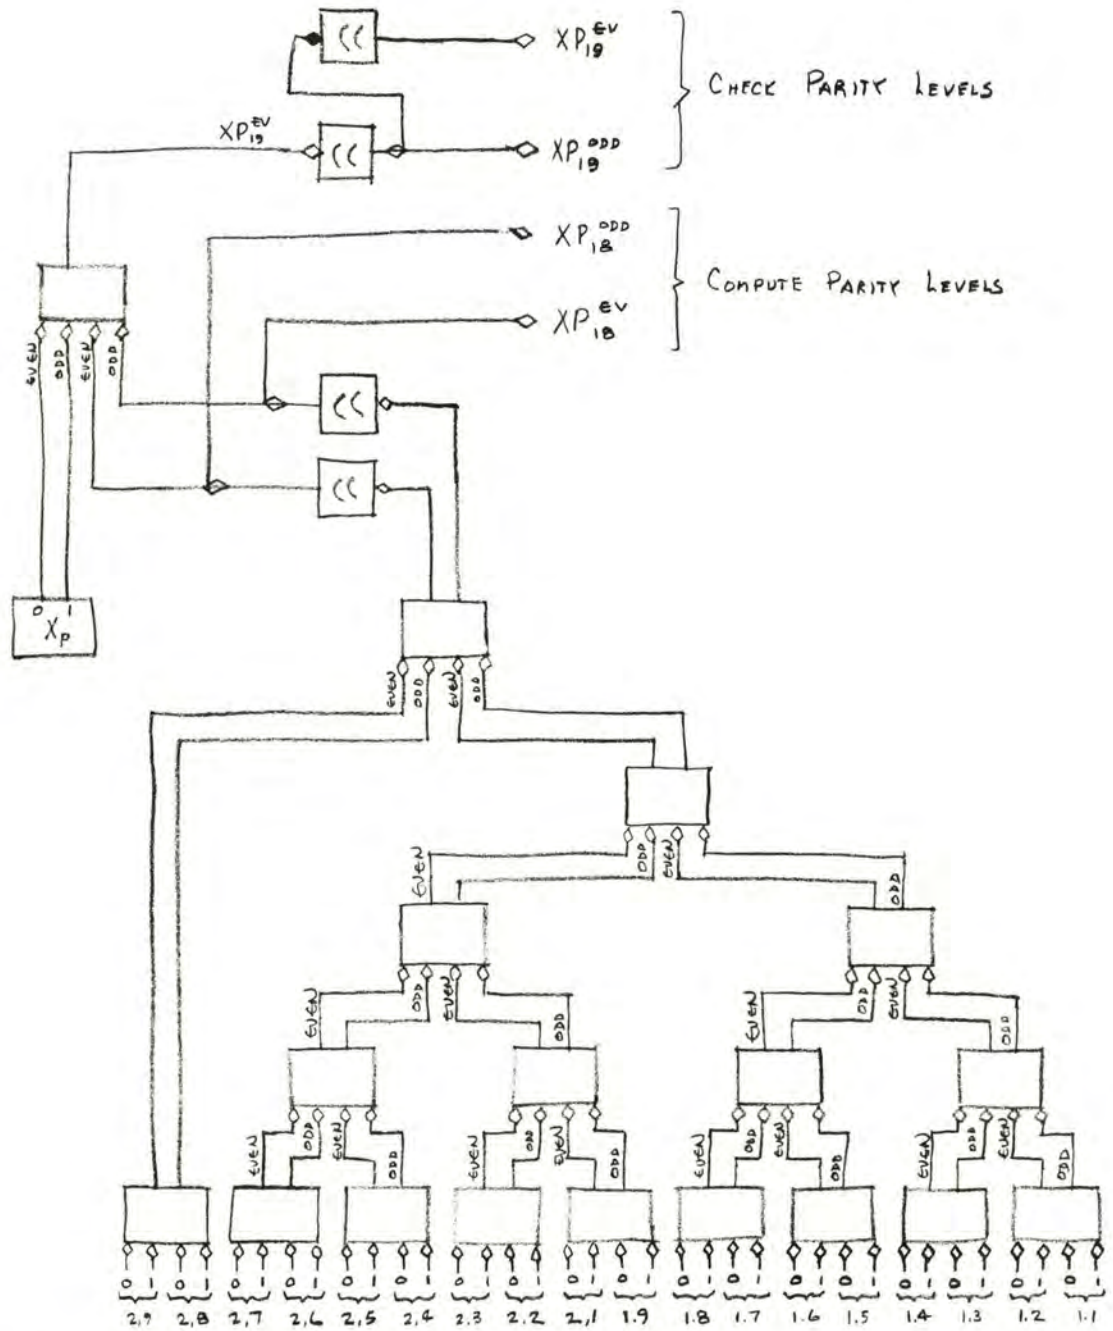 CC XP₁₉ᴱⱽ
CHECK PARITY LEVELS
XP₁₉ᴱⱽ CC XP₁₉ᴼᴰᴰ
XP₁₈ᴼᴰᴰ
COMPUTE PARITY LEVELS
XP₁₈ᴱⱽ
EVEN ODD EVEN ODD
CC
CC
0 1
Xₚ
EVEN ODD EVEN ODD
EVEN ODD EVEN ODD
EVEN ODD EVEN ODD EVEN ODD EVEN ODD
EVEN ODD EVEN ODD EVEN ODD EVEN ODD EVEN ODD EVEN ODD EVEN ODD EVEN ODD
0 1 0 1 0 1 0 1 0 1 0 1 0 1 0 1 0 1 0 1 0 1 0 1 0 1 0 1 0 1 0 1 0 1 0 1
2,9 2,8 2,7 2,6 2,5 2,4 2.3 2.2 2,1 1.9 1.8 1.7 1.6 1.5 1.4 1.3 1.2 1.1